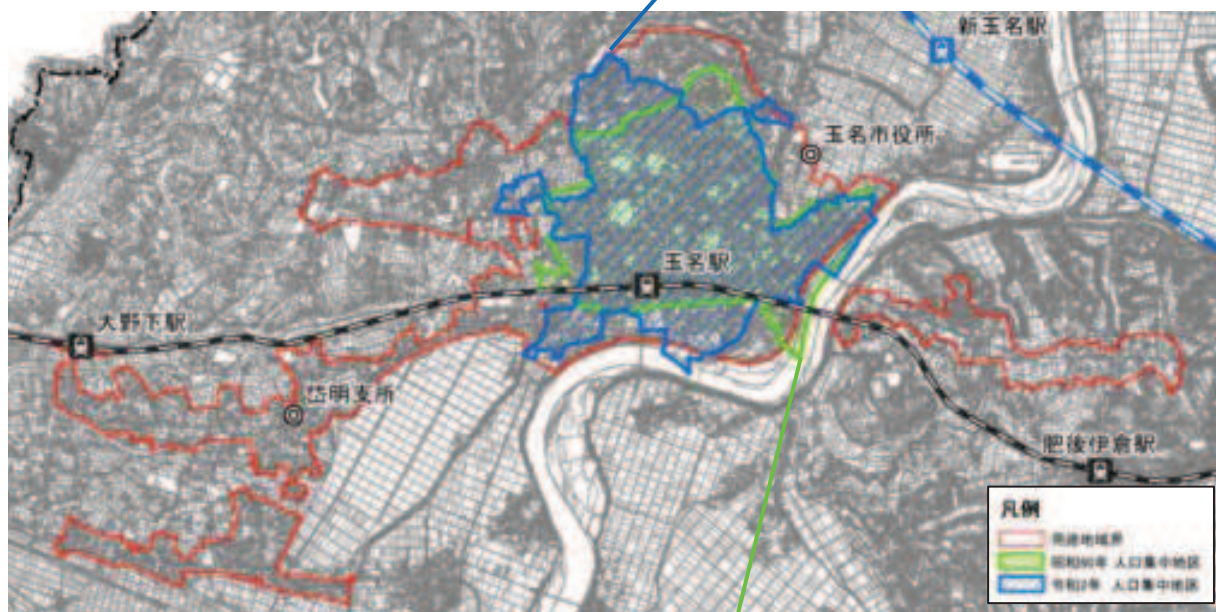 新玉名駅
玉名市役所
玉名駅
大野下駅
岱明支所
肥後伊倉駅
凡例
用途地域界
昭和60年 人口集中地区
令和2年 人口集中地区